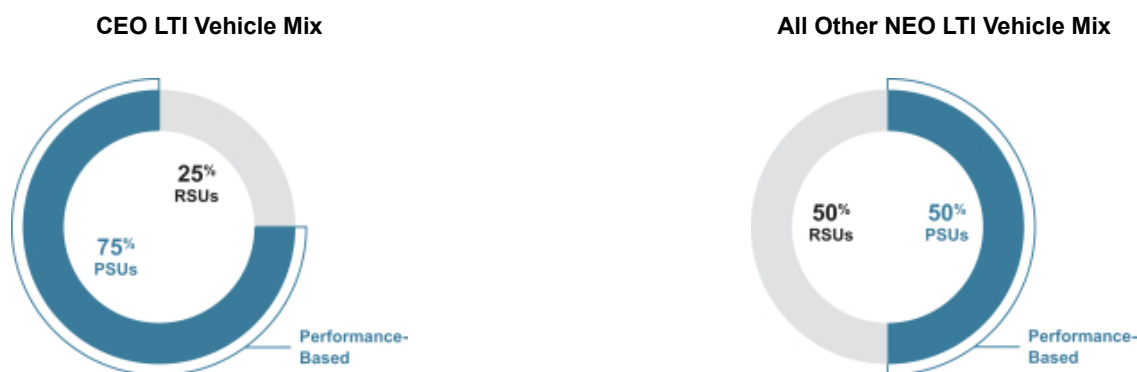 CEO LTI Vehicle Mix
25%
RSUs
75%
PSUs
Performance-
Based
All Other NEO LTI Vehicle Mix
50%
RSUs
50%
PSUs
Performance-
Based